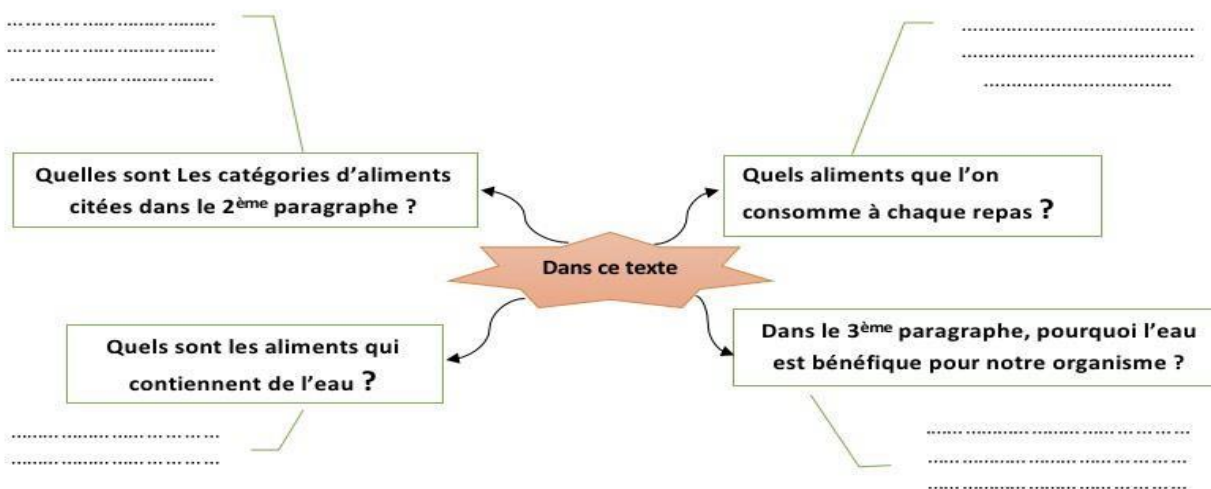 Quelles sont Les catégories d'aliments
citées dans le 2ème paragraphe ?
Quels aliments que l'on
consomme à chaque repas ?
Dans ce texte
Quels sont les aliments qui
contiennent de l'eau ?
Dans le 3ème paragraphe, pourquoi l'eau
est bénéfique pour notre organisme ?